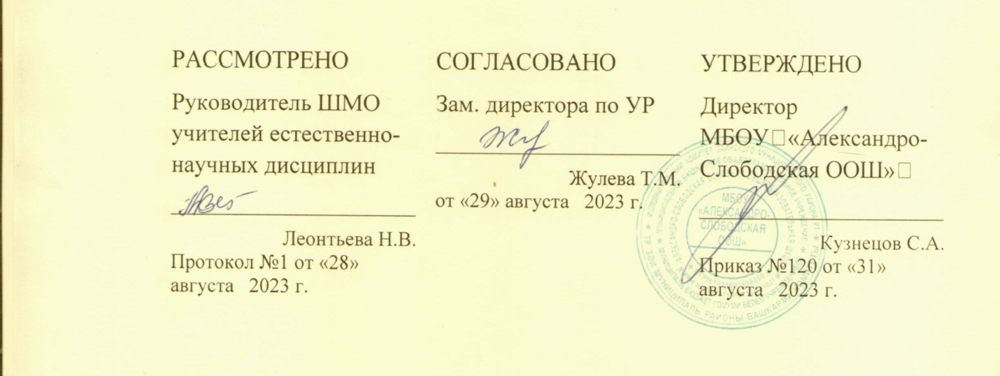 РАССМОТРЕНО
Руководитель ШМО
учителей естественно-
научных дисциплин
Леонтьева Н.В.
Протокол №1 от «28»
августа 2023 г.
СОГЛАСОВАНО
Зам. директора по УР
Жулева Т.М.
от «29» августа 2023 г.
УТВЕРЖДЕНО
Директор
МБОУ□«Александро-
Слободская ООШ»□
Кузнецов С.А.
Приказ №120 от «31»
августа 2023 г.
МБОУ
«АЛЕКСАНДРО-
СЛОБОДСКАЯ
ООШ»